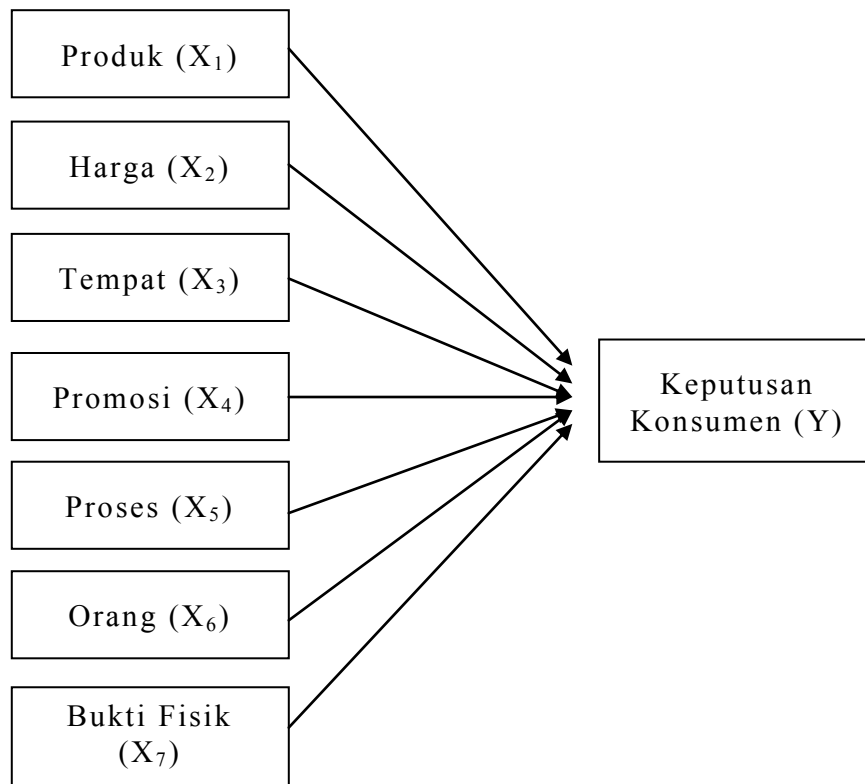 Produk (X₁)
Harga (X₂)
Tempat (X₃)
Promosi (X₄)
Proses (X₅)
Orang (X₆)
Bukti Fisik
(X₇)
Keputusan
Konsumen (Y)